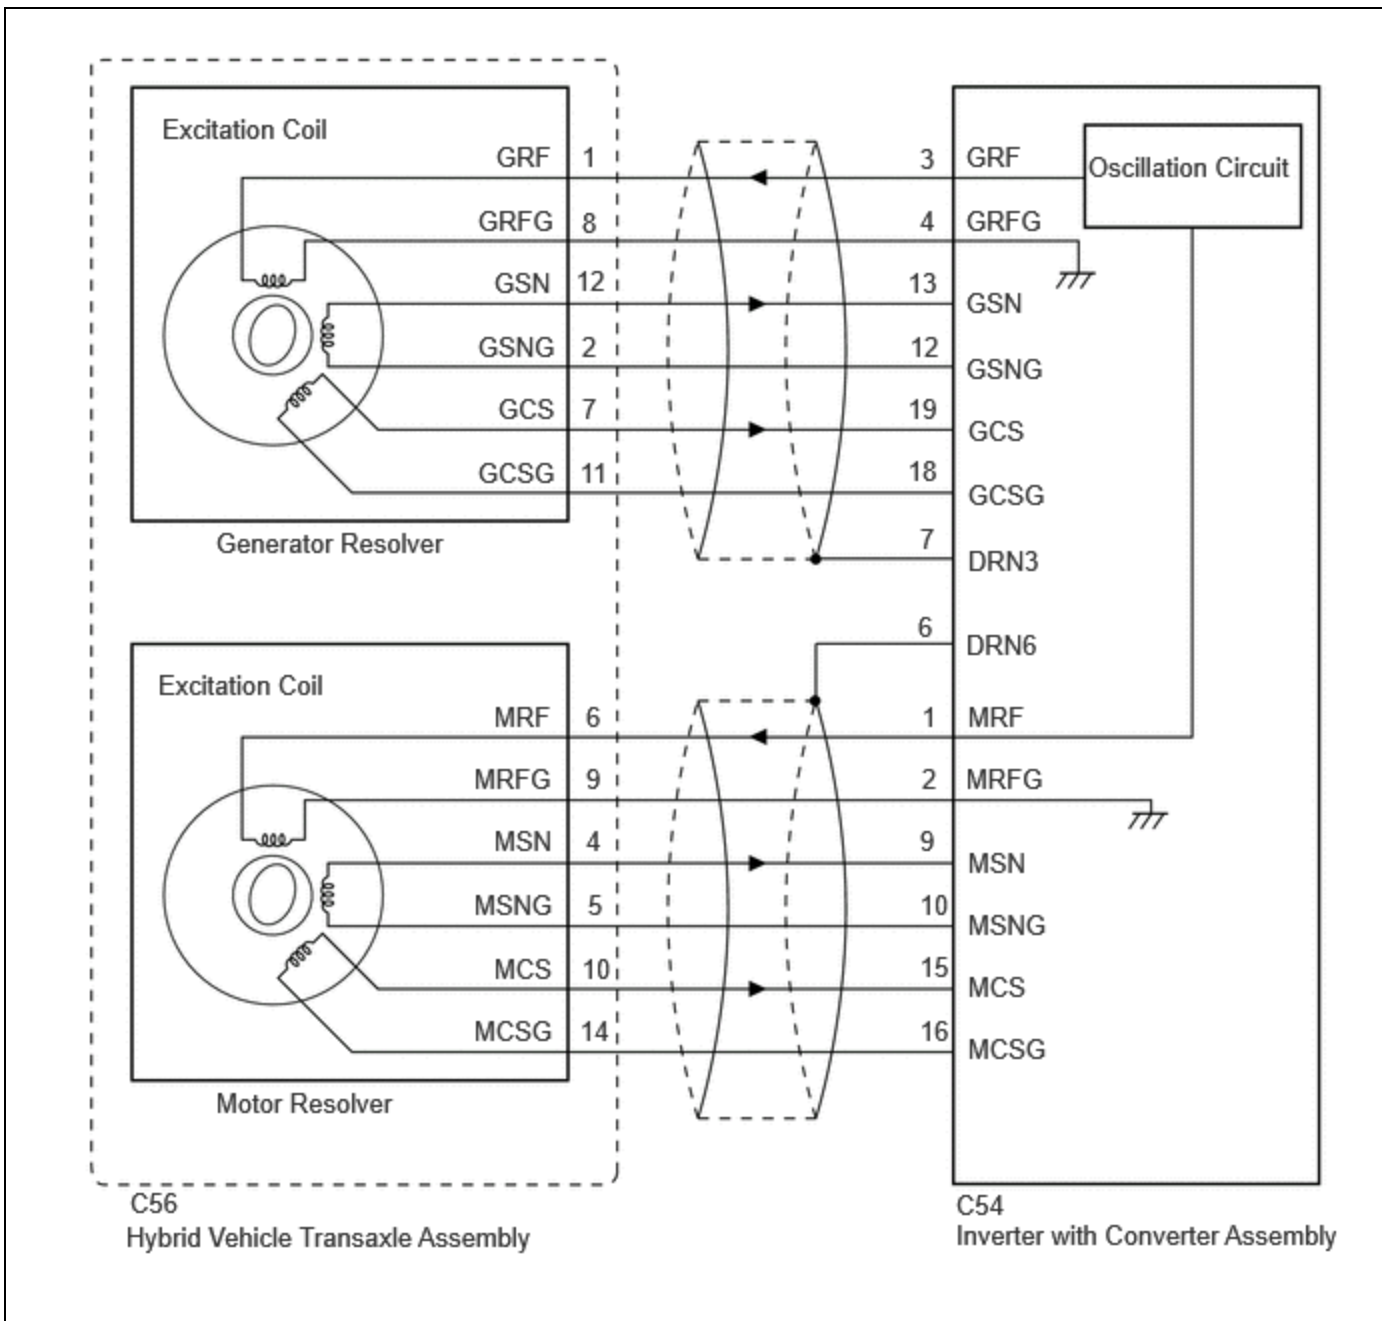 Excitation Coil
GRF 1 3 GRF
Oscillation Circuit
GRFG 8 4 GRFG
GSN 12 13 GSN
GSNG 2 12 GSNG
GCS 7 19 GCS
GCSG 11 18 GCSG
Generator Resolver
7 DRN3
6 DRN6
Excitation Coil
MRF 6 1 MRF
MRFG 9 2 MRFG
MSN 4 9 MSN
MSNG 5 10 MSNG
MCS 10 15 MCS
MCSG 14 16 MCSG
Motor Resolver
C56
Hybrid Vehicle Transaxle Assembly
C54
Inverter with Converter Assembly